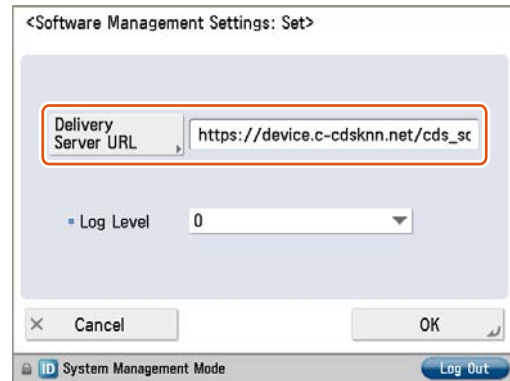 <Software Management Settings: Set>
Delivery
Server URL
https://device.c-cdsknn.net/cds_sc
Log Level
0
Cancel
OK
ID System Management Mode
Log Out